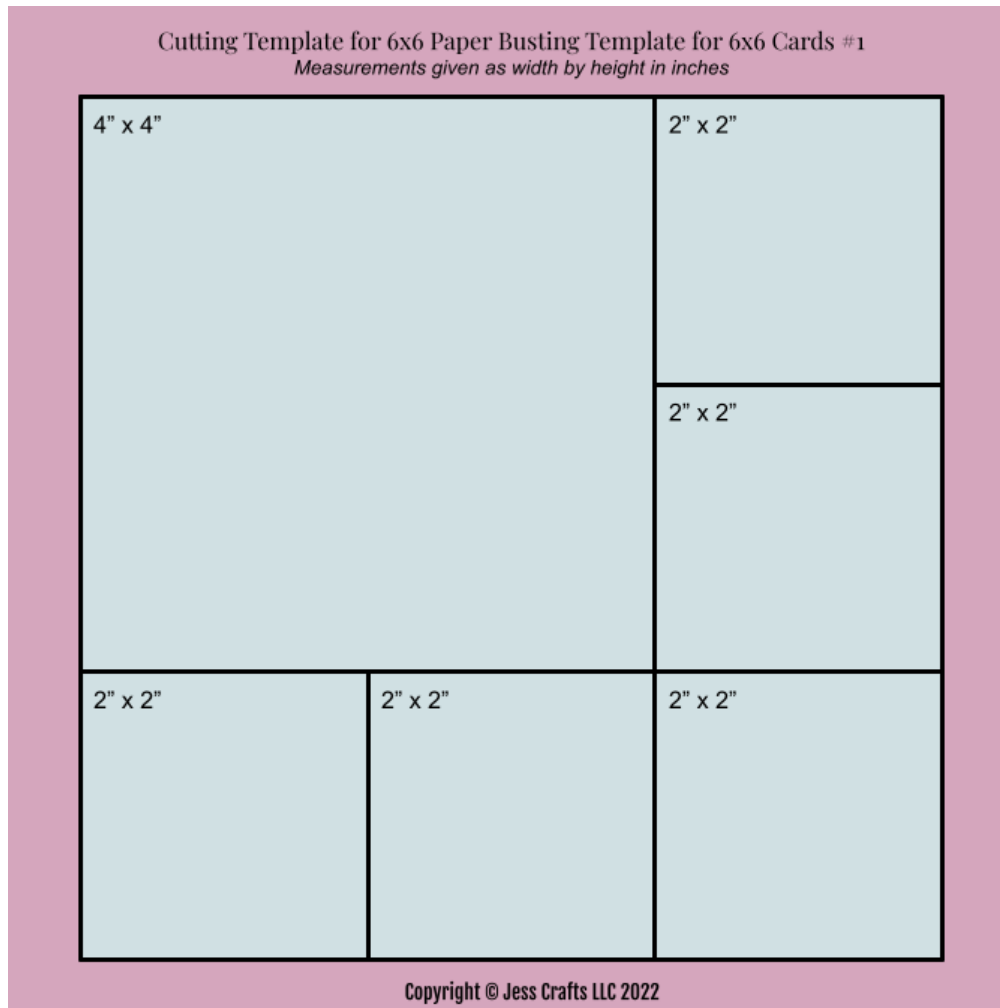 Cutting Template for 6x6 Paper Busting Template for 6x6 Cards #1
Measurements given as width by height in inches
4” x 4”
2” x 2”
2” x 2”
2” x 2”
2” x 2”
2” x 2”
Copyright © Jess Crafts LLC 2022